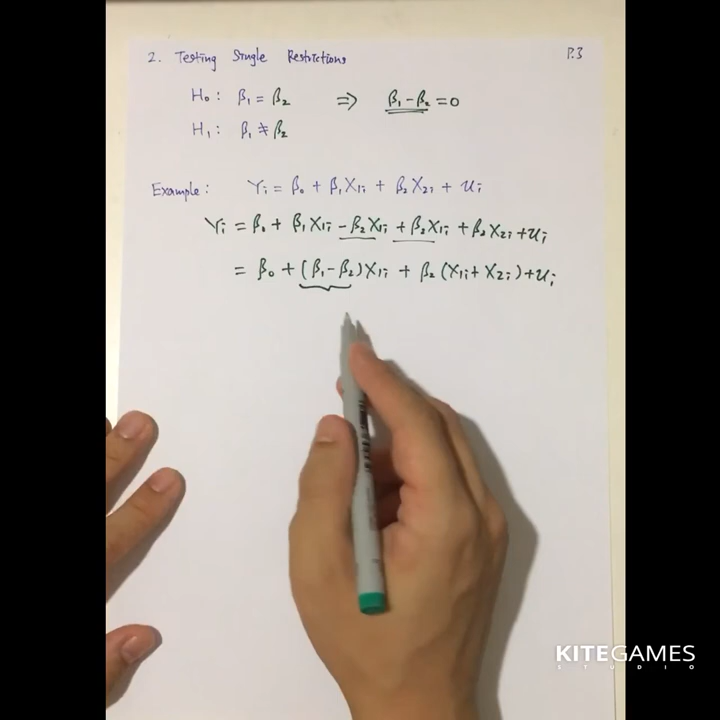 2. Testing Single Restrictions P.3
H₀: β₁ = β₂ ⇒ β₁ - β₂ = 0
H₁: β₁ ≠ β₂
Example: Yᵢ = β₀ + β₁X₁ᵢ + β₂X₂ᵢ + uᵢ
Yᵢ = β₀ + β₁X₁ᵢ - β₂X₁ᵢ + β₂X₁ᵢ + β₂X₂ᵢ + uᵢ
= β₀ + (β₁ - β₂)X₁ᵢ + β₂(X₁ᵢ + X₂ᵢ) + uᵢ
KITEGAMES
STUDIO